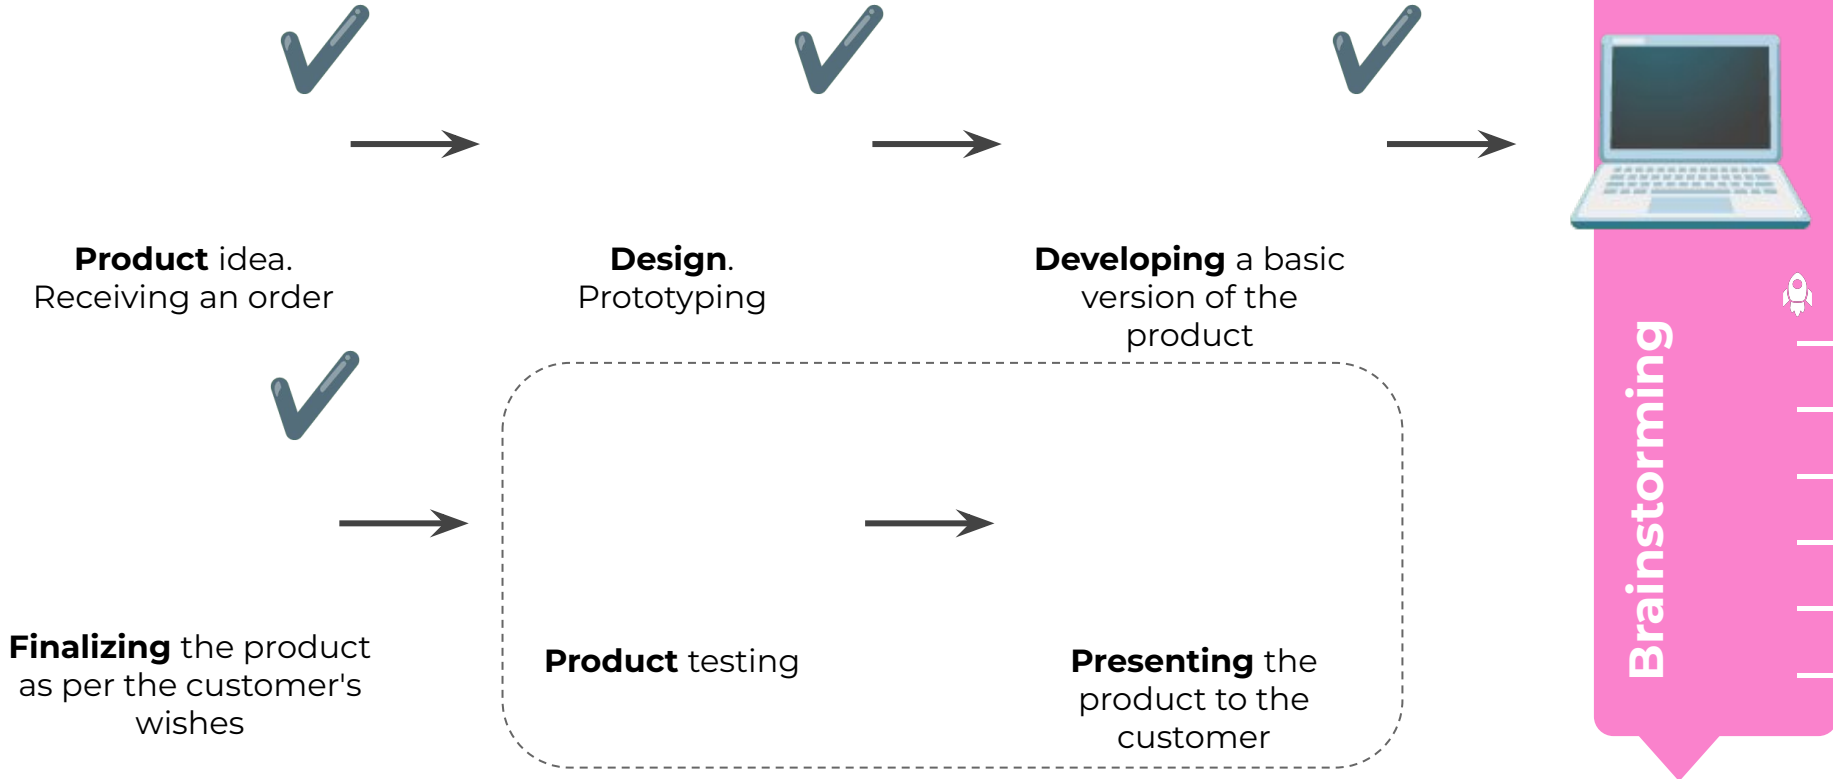 Product idea.
Receiving an order
Design.
Prototyping
Developing a basic
version of the
product
Finalizing the product
as per the customer's
wishes
Product testing
Presenting the
product to the
customer
Brainstorming